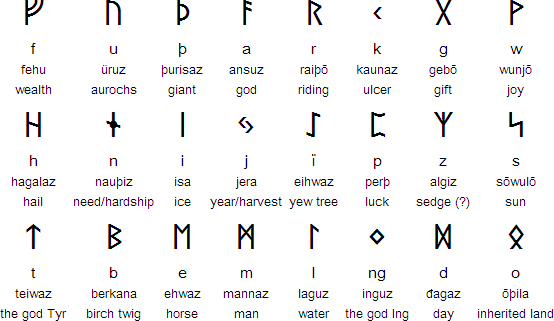 ᚠ ᚢ ᚦ ᚨ ᚱ ᚲ ᚷ ᚹ
f u þ a r k g w
fehu üruz þurisaz ansuz raiþō kaunaz gebō wunjō
wealth aurochs giant god riding ulcer gift joy
ᚺ ᚾ ᛁ ᛃ ᛇ ᛈ ᛉ ᛋ
h n i j ï p z s
hagalaz nauþiz isa jera eihwaz perþ algiz sōwulō
hail need/hardship ice year/harvest yew tree luck sedge (?) sun
ᛏ ᛒ ᛖ ᛗ ᛚ ᛜ ᛞ ᛟ
t b e m l ng d o
teiwaz berkana ehwaz mannaz laguz inguz đagaz ōþila
the god Tyr birch twig horse man water the god Ing day inherited land